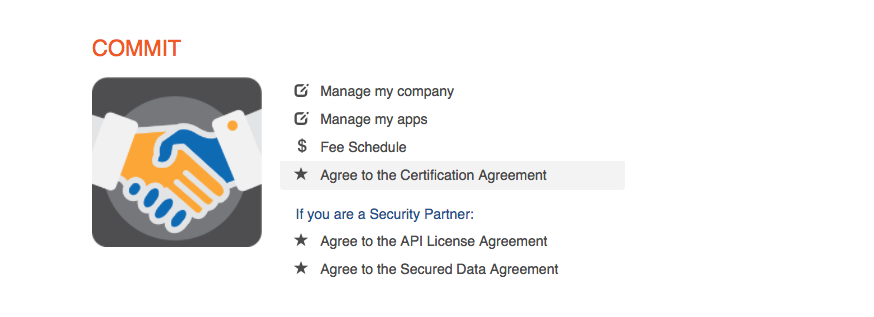 COMMIT
Manage my company
Manage my apps
$ Fee Schedule
Agree to the Certification Agreement
If you are a Security Partner:
Agree to the API License Agreement
Agree to the Secured Data Agreement